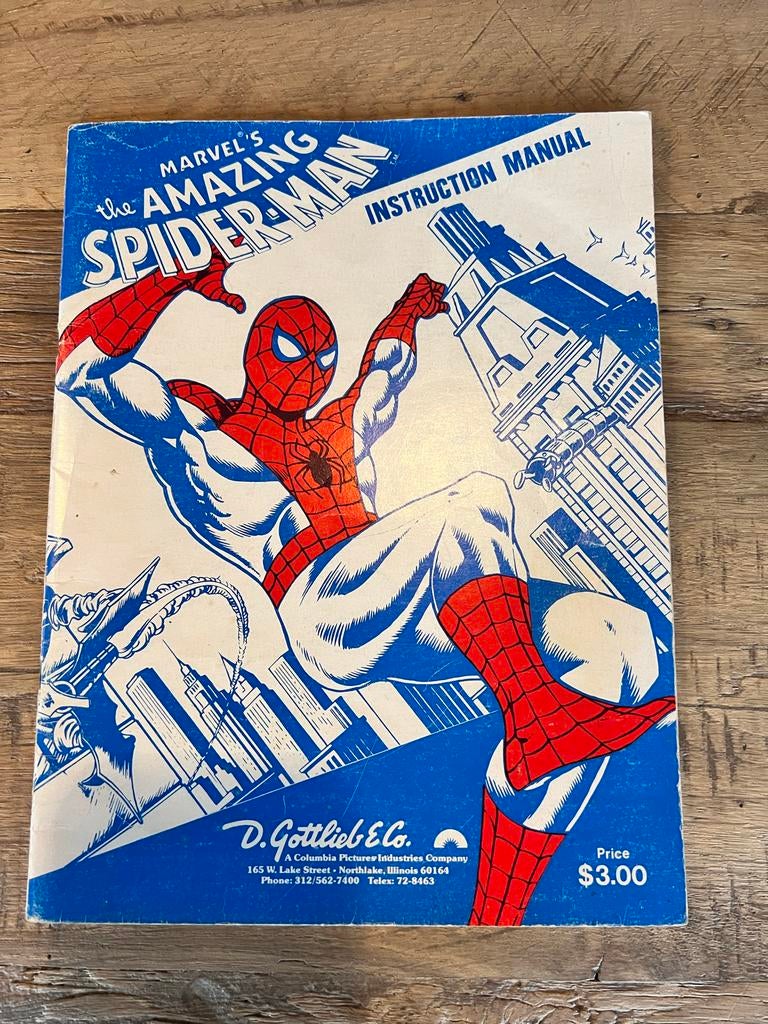 MARVEL'S®
the AMAZING
SPIDER-MAN TM
INSTRUCTION MANUAL
D. Gottlieb & Co.
A Columbia Pictures Industries Company
165 W. Lake Street • Northlake, Illinois 60164
Phone: 312/562-7400 Telex: 72-8463
Price
$3.00